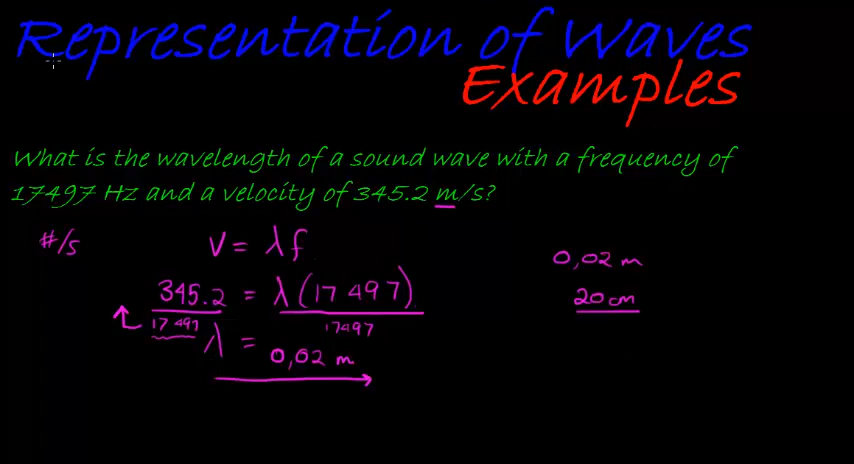 Representation of Waves
Examples
What is the wavelength of a sound wave with a frequency of
17497 Hz and a velocity of 345.2 m/s?
#/s
V = λf
345.2 = λ(17 497)
17 497 17497
λ = 0,02 m
0,02 m
20 cm